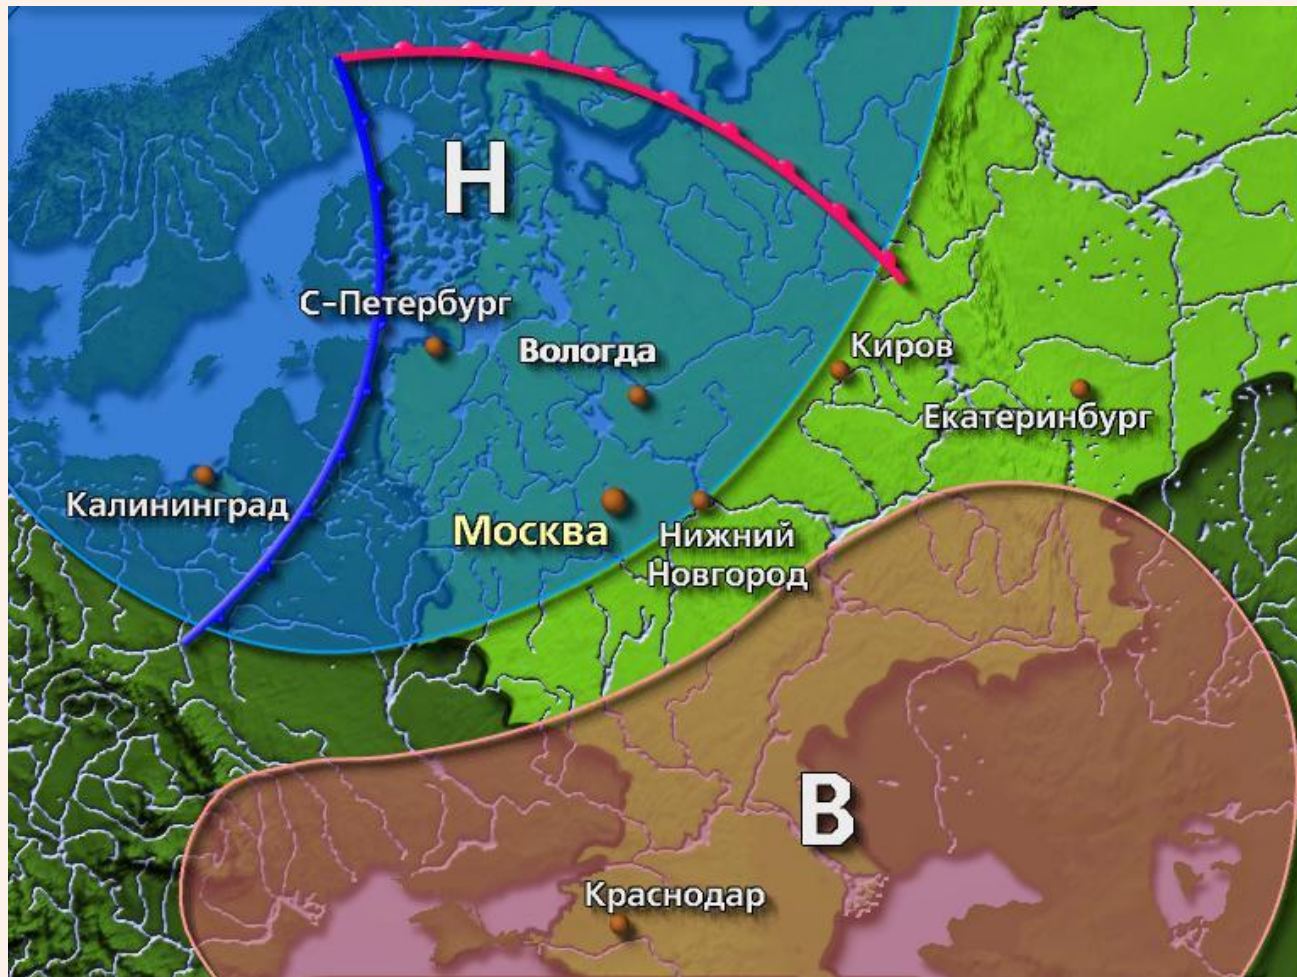 Н
С-Петербург
Вологда
Киров
Екатеринбург
Калининград
Москва
Нижний
Новгород
В
Краснодар